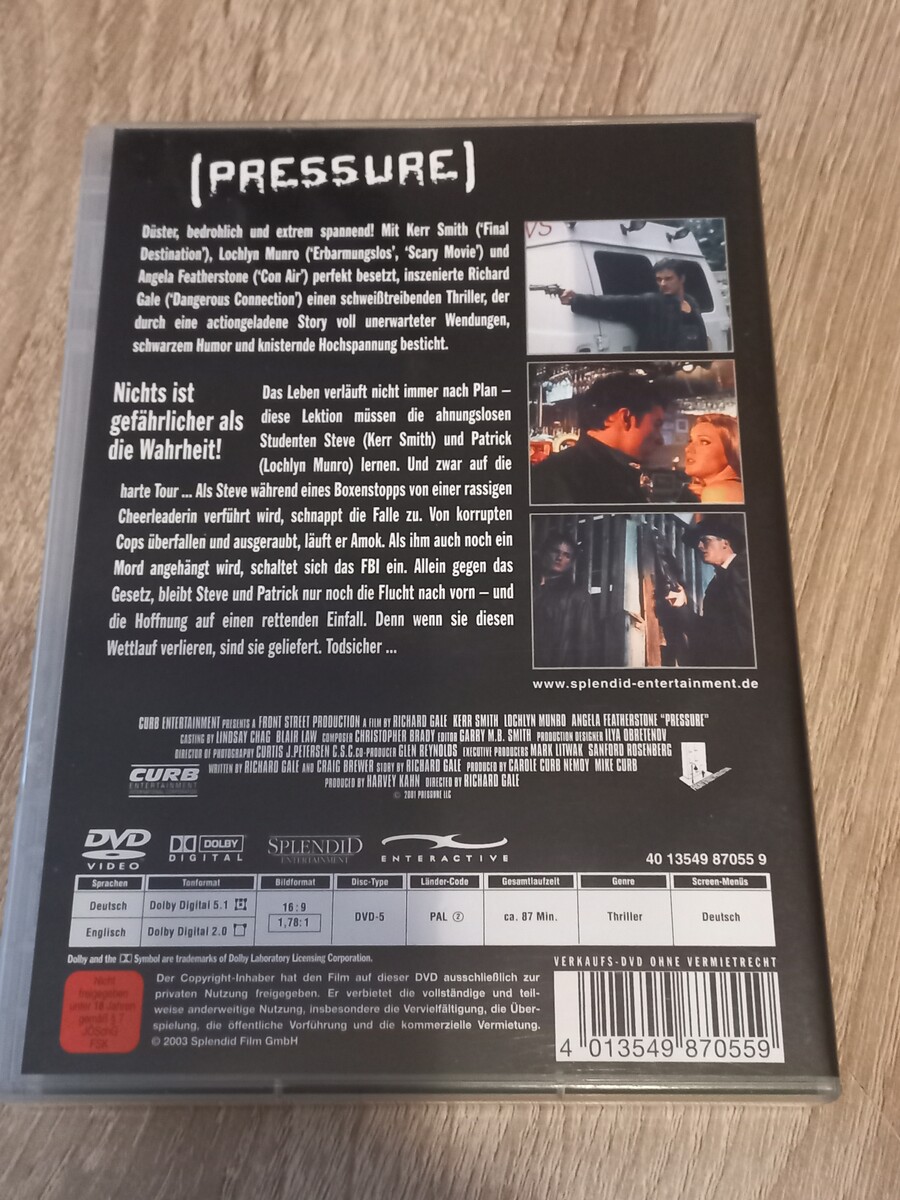 [PRESSURE]
VS
Düster, bedrohlich und extrem spannend! Mit Kerr Smith (‘Final
Destination’), Lochlyn Munro (‘Erbarmungslos’, ‘Scary Movie’) und
Angela Featherstone (‘Con Air’) perfekt besetzt, inszenierte Richard
Gale (‘Dangerous Connection’) einen schweißtreibenden Thriller, der
durch eine actiongeladene Story voll unerwarteter Wendungen,
schwarzem Humor und knisternde Hochspannung besticht.
Nichts ist
gefährlicher als
die Wahrheit!
Das Leben verläuft nicht immer nach Plan –
diese Lektion müssen die ahnungslosen
Studenten Steve (Kerr Smith) und Patrick
(Lochlyn Munro) lernen. Und zwar auf die
harte Tour ... Als Steve während eines Boxenstopps von einer rassigen
Cheerleaderin verführt wird, schnappt die Falle zu. Von korrupten
Cops überfallen und ausgeraubt, läuft er Amok. Als ihm auch noch ein
Mord angehängt wird, schaltet sich das FBI ein. Allein gegen das
Gesetz, bleibt Steve und Patrick nur noch die Flucht nach vorn – und
die Hoffnung auf einen rettenden Einfall. Denn wenn sie diesen
Wettlauf verlieren, sind sie geliefert. Todsicher ...
www.splendid-entertainment.de
CURB ENTERTAINMENT PRESENTS A FRONT STREET PRODUCTION A FILM BY RICHARD GALE KERR SMITH LOCHLYN MUNRO ANGELA FEATHERSTONE "PRESSURE"
CASTING BY LINDSAY CHAG BLAIR LAW COMPOSER CHRISTOPHER BRADY EDITOR GARRY M.B. SMITH PRODUCTION DESIGNER ILYA OBRETENOV
DIRECTOR OF PHOTOGRAPHY CURTIS J.PETERSEN C.S.C. CO-PRODUCER GLEN REYNOLDS EXECUTIVE PRODUCERS MARK LITWAK SANFORD ROSENBERG
WRITTEN BY RICHARD GALE AND CRAIG BREWER STORY BY RICHARD GALE PRODUCED BY CAROLE CURB NEMOY MIKE CURB
PRODUCED BY HARVEY KAHN DIRECTED BY RICHARD GALE
© 2001 PRESSURE LLC
CURB
ENTERTAINMENT
DVD
VIDEO
DOLBY
DIGITAL
SPLENDID
ENTERTAINMENT
ENTERACTIVE
40 13549 87055 9
Sprachen Tonformat Bildformat Disc-Type Länder-Code Gesamtlaufzeit Genre Screen-Menüs
Deutsch Dolby Digital 5.1 16:9 DVD-5 PAL 2 ca. 87 Min. Thriller Deutsch
Englisch Dolby Digital 2.0 1,78:1
Dolby and the Symbol are trademarks of Dolby Laboratory Licensing Corporation.
VERKAUFS-DVD OHNE VERMIETRECHT
Nicht
freigegeben
unter 18 Jahren
gemäß § 7
JÖSchG
FSK
Der Copyright-Inhaber hat den Film auf dieser DVD ausschließlich zur
privaten Nutzung freigegeben. Er verbietet die vollständige und teil-
weise anderweitige Nutzung, insbesondere die Vervielfältigung, die Über-
spielung, die öffentliche Vorführung und die kommerzielle Vermietung.
© 2003 Splendid Film GmbH
4 013549 870559